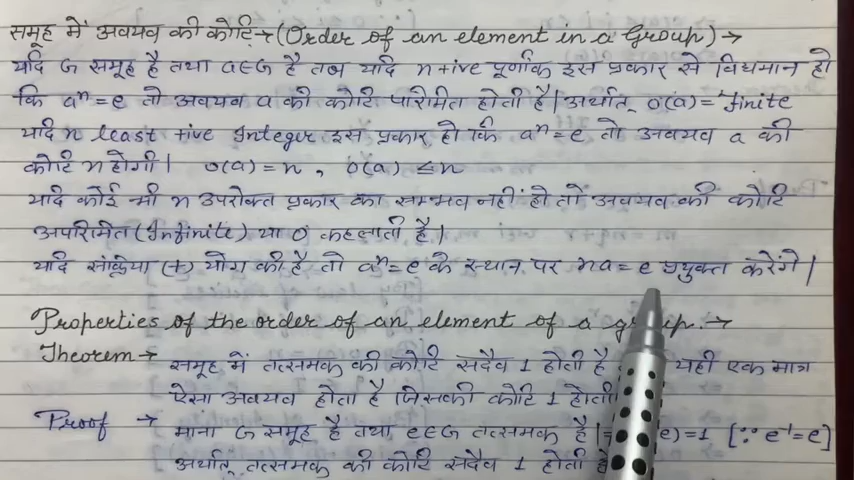 समूह में अवयव की कोटि → (Order of an element in a Group) →
यदि G समूह है तथा a∈G है तब यदि n +ive पूर्णांक इस प्रकार से विद्यमान हो
कि aⁿ = e तो अवयव a की कोटि परिमित होती है। अर्थात् o(a) = finite
यदि n least +ive Integer इस प्रकार हो कि aⁿ = e तो अवयव a की
कोटि n होगी। o(a) = n, o(a) ≤ n
यदि कोई भी n उपरोक्त प्रकार का सम्भव नहीं हो तो अवयव की कोटि
अपरिमित (Infinite) या 0 कहलाती है।
यदि संक्रिया (+) योग की है तो aⁿ = e के स्थान पर na = e प्रयुक्त करेंगे।
Properties of the order of an element of a group. →
Theorem → समूह में तत्समक की कोटि सदैव 1 होती है यही एक मात्र
ऐसा अवयव होता है जिसकी कोटि 1 होती
Proof → माना G समूह है तथा e∈G तत्समक है e) = 1 [∵ e¹ = e]
अर्थात् तत्समक की कोटि सदैव 1 होती है